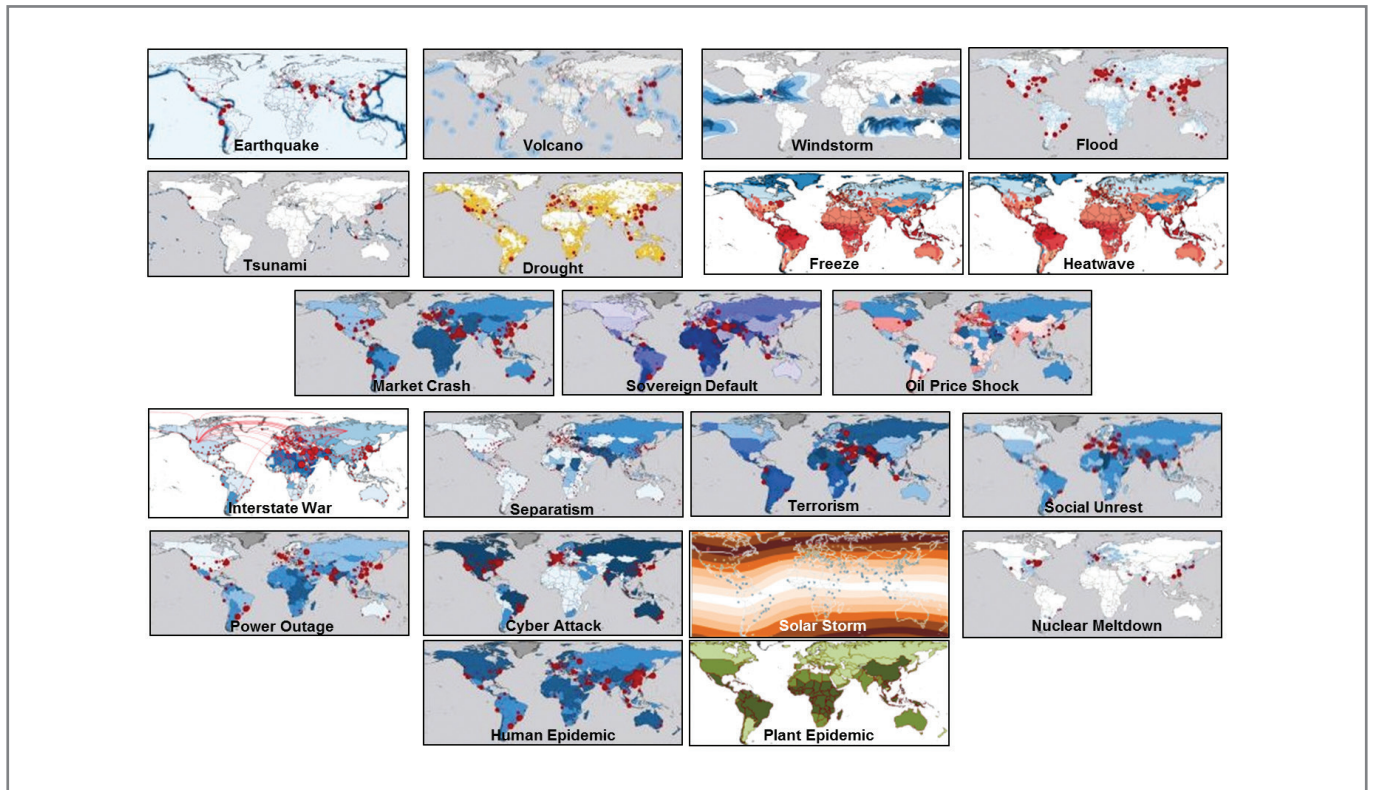 Earthquake
Volcano
Windstorm
Flood
Tsunami
Drought
Freeze
Heatwave
Market Crash
Sovereign Default
Oil Price Shock
Interstate War
Separatism
Terrorism
Social Unrest
Power Outage
Cyber Attack
Solar Storm
Nuclear Meltdown
Human Epidemic
Plant Epidemic